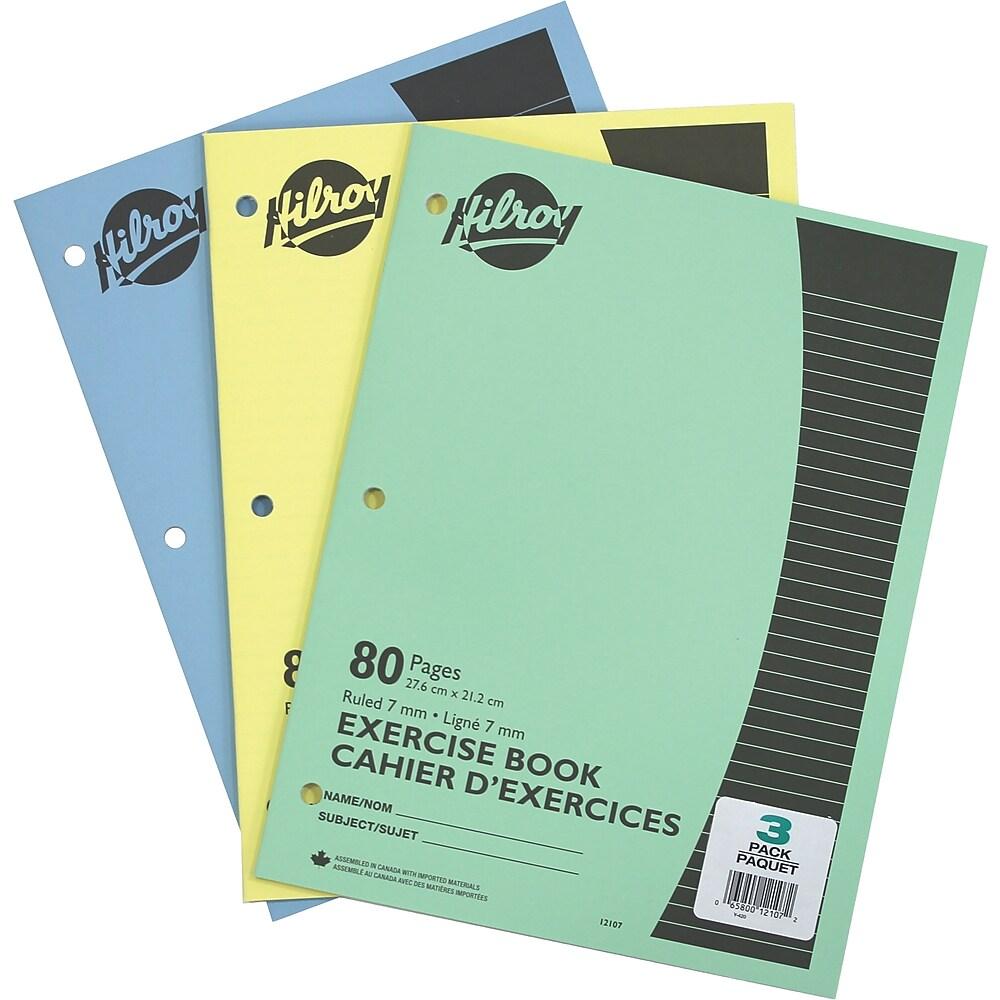 Hilroy
Hilroy
Hilroy
80 Pages
27.6 cm x 21.2 cm
Ruled 7 mm • Ligné 7 mm
EXERCISE BOOK
CAHIER D'EXERCICES
NAME/NOM
SUBJECT/SUJET
ASSEMBLED IN CANADA WITH IMPORTED MATERIALS
ASSEMBLÉ AU CANADA AVEC DES MATIÈRES IMPORTÉES
12107
3
PACK
PAQUET
0 65800 12107 2
Y-420